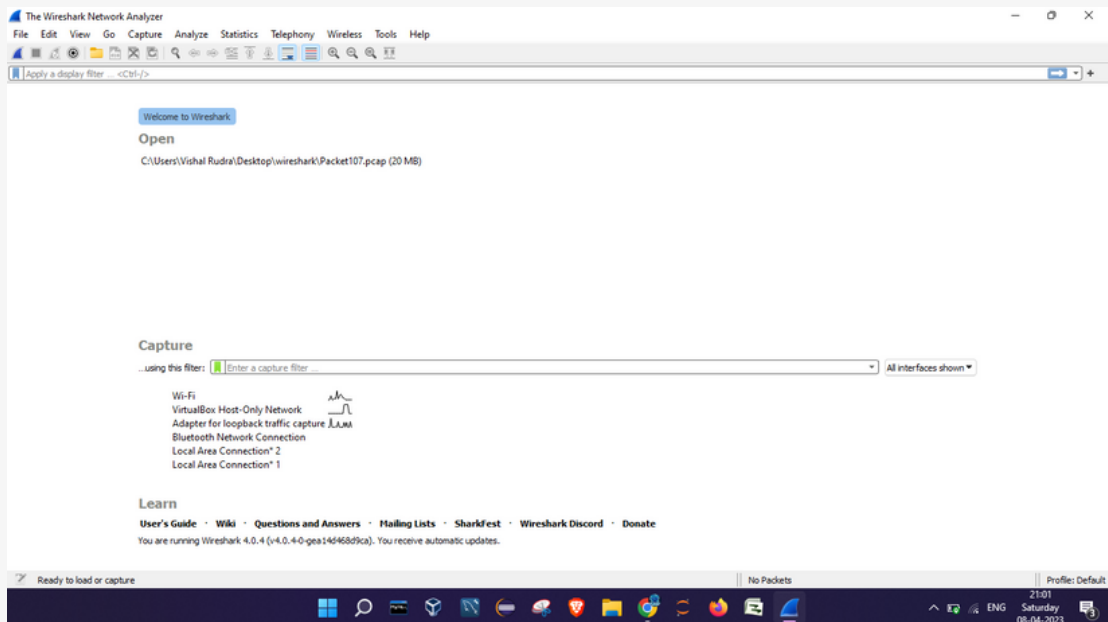 The Wireshark Network Analyzer
File Edit View Go Capture Analyze Statistics Telephony Wireless Tools Help
Apply a display filter ... <Ctrl-/>
+
Welcome to Wireshark
Open
C:\Users\Vishal Rudra\Desktop\wireshark\Packet107.pcap (20 MB)
Capture
...using this filter: Enter a capture filter ... All interfaces shown
Wi-Fi
VirtualBox Host-Only Network
Adapter for loopback traffic capture
Bluetooth Network Connection
Local Area Connection* 2
Local Area Connection* 1
Learn
User's Guide · Wiki · Questions and Answers · Mailing Lists · SharkFest · Wireshark Discord · Donate
You are running Wireshark 4.0.4 (v4.0.4-0-gea14d468d9ca). You receive automatic updates.
Ready to load or capture No Packets Profile: Default
21:01
ENG Saturday 3
08-04-2023